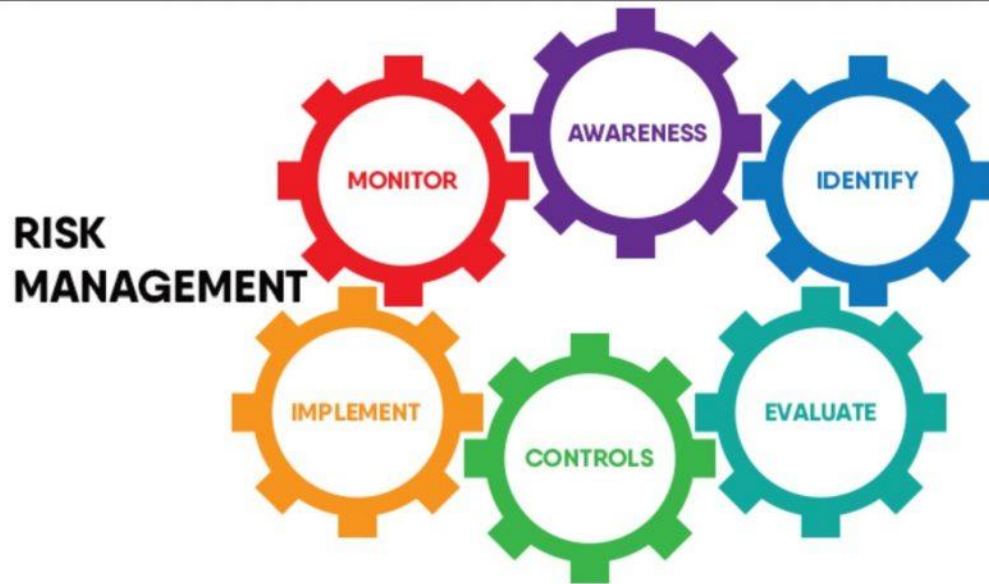 RISK
MANAGEMENT
MONITOR
AWARENESS
IDENTIFY
IMPLEMENT
CONTROLS
EVALUATE